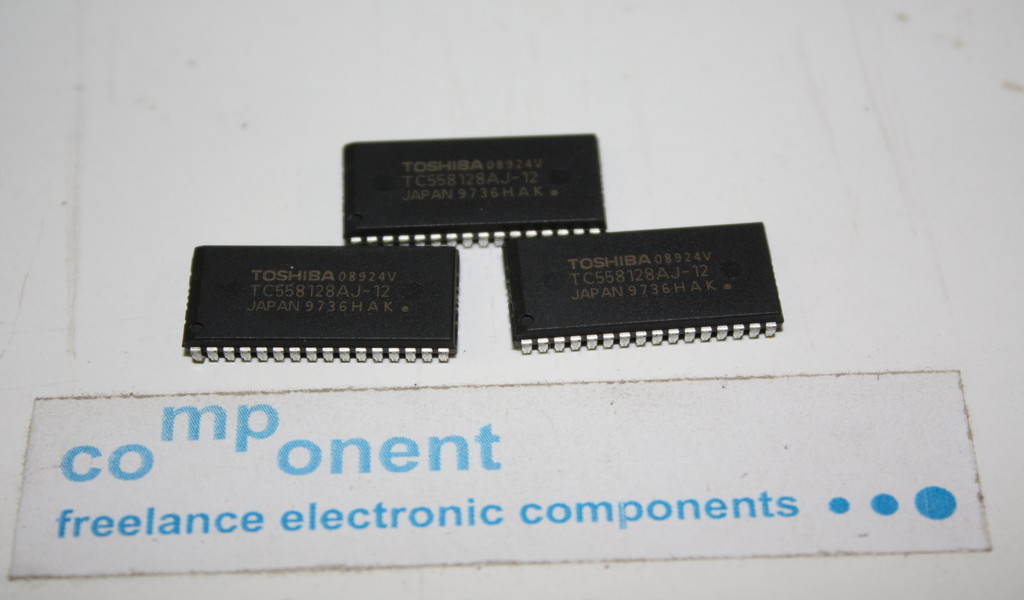 TOSHIBA 08924V
TC558128AJ-12
JAPAN 9736HAK
TOSHIBA 08924V
TC558128AJ-12
JAPAN 9736HAK
TOSHIBA 08924V
TC558128AJ-12
JAPAN 9736HAK
component
freelance electronic components